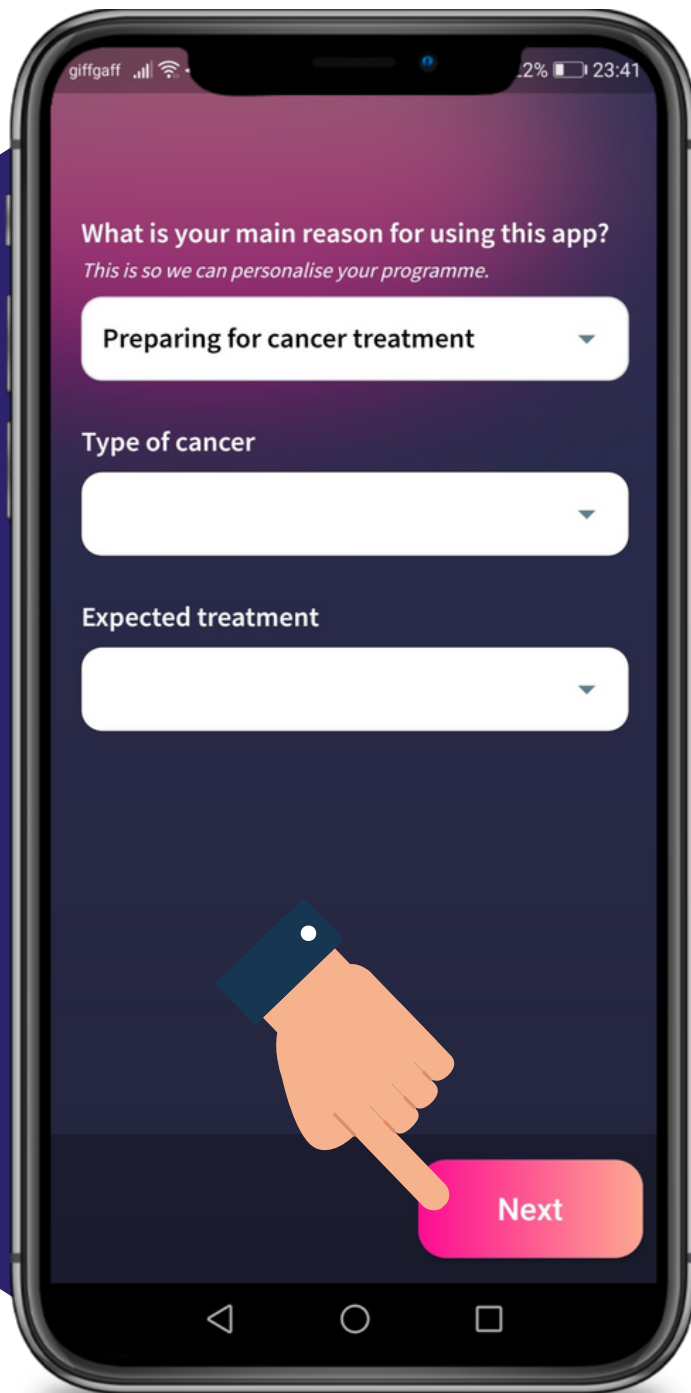 giffgaff 2% 23:41
What is your main reason for using this app?
This is so we can personalise your programme.
Preparing for cancer treatment
Type of cancer
Expected treatment
Next